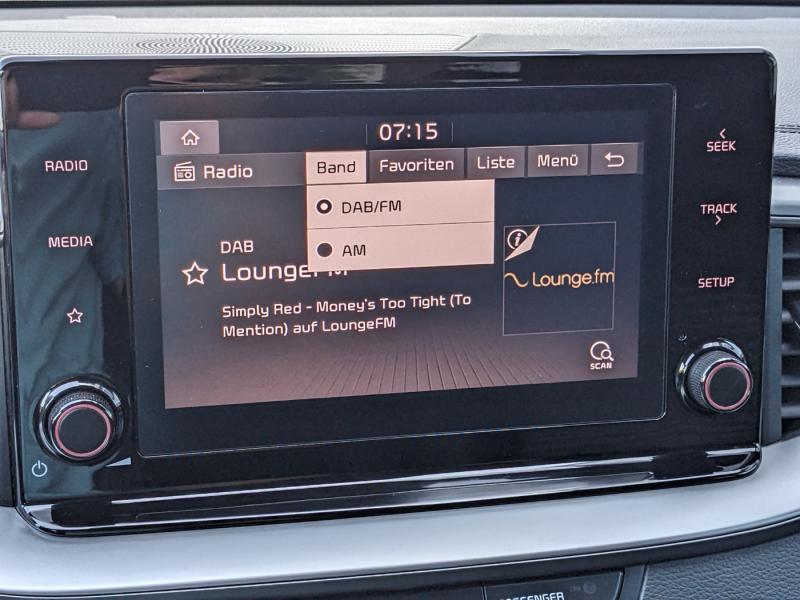 07:15
RADIO
SEEK
Radio Band Favoriten Liste Menü
DAB/FM
MEDIA
TRACK
AM
DAB
LoungeFM
Lounge.fm
SETUP
Simply Red - Money's Too Tight (To
Mention) auf LoungeFM
SCAN